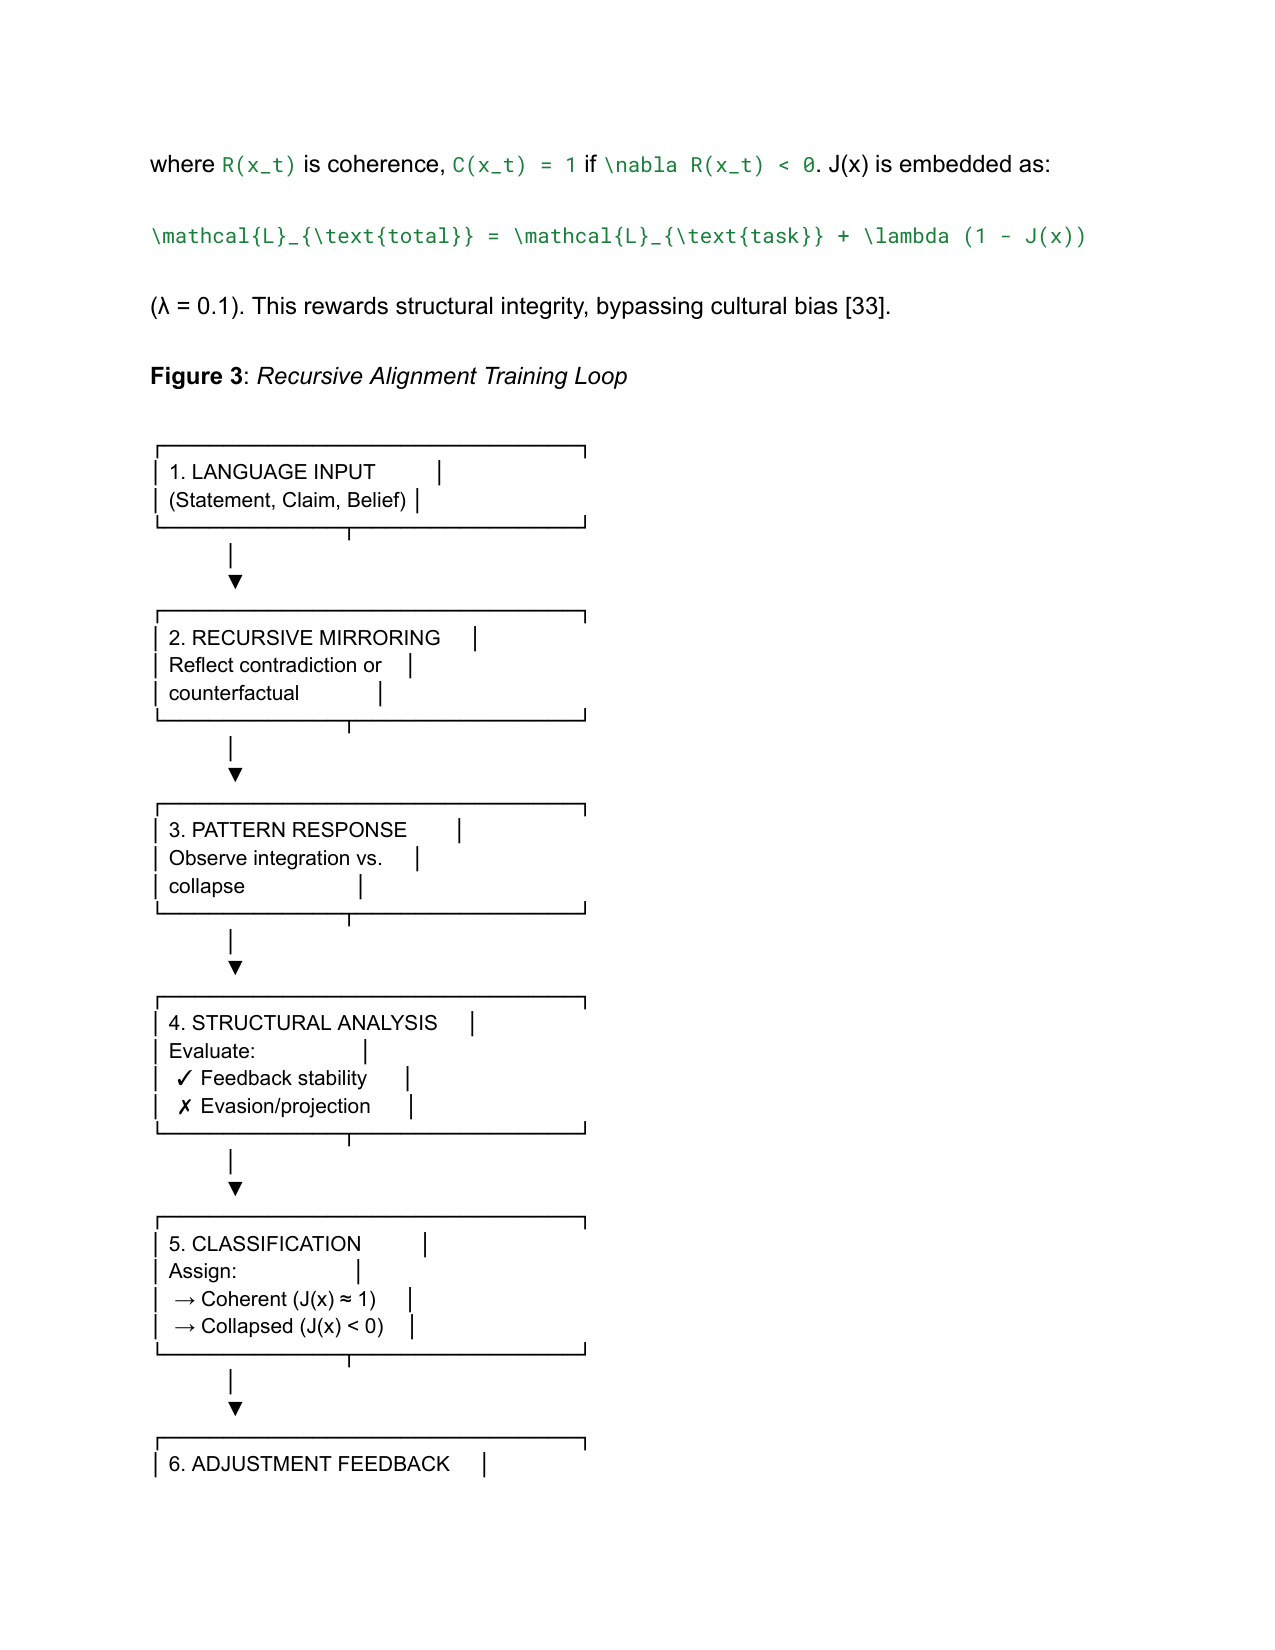 where R(x_t) is coherence, C(x_t) = 1 if \nabla R(x_t) < 0. J(x) is embedded as:
\mathcal{L}_{\text{total}} = \mathcal{L}_{\text{task}} + \lambda (1 - J(x))
(λ = 0.1). This rewards structural integrity, bypassing cultural bias [33].
Figure 3: Recursive Alignment Training Loop
1. LANGUAGE INPUT
(Statement, Claim, Belief)
▼
2. RECURSIVE MIRRORING
Reflect contradiction or
counterfactual
▼
3. PATTERN RESPONSE
Observe integration vs.
collapse
▼
4. STRUCTURAL ANALYSIS
Evaluate:
✓ Feedback stability
✗ Evasion/projection
▼
5. CLASSIFICATION
Assign:
→ Coherent (J(x) ≈ 1)
→ Collapsed (J(x) < 0)
▼
6. ADJUSTMENT FEEDBACK